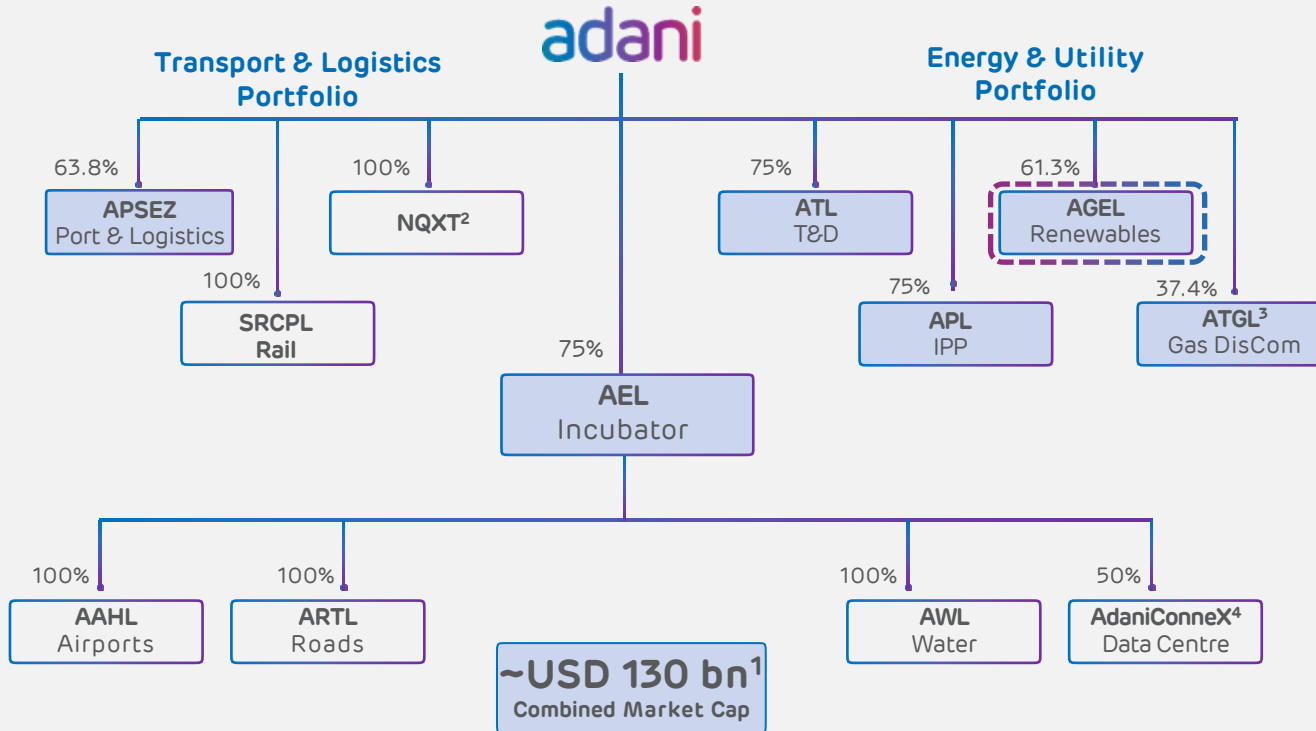 adani
Transport & Logistics
Portfolio
Energy & Utility
Portfolio
63.8%
APSEZ
Port & Logistics
100%
SRCPL
Rail
100%
NQXT²
75%
ATL
T&D
75%
APL
IPP
61.3%
AGEL
Renewables
37.4%
ATGL³
Gas DisCom
75%
AEL
Incubator
100%
AAHL
Airports
100%
ARTL
Roads
100%
AWL
Water
50%
AdaniConneX⁴
Data Centre
~USD 130 bn¹
Combined Market Cap